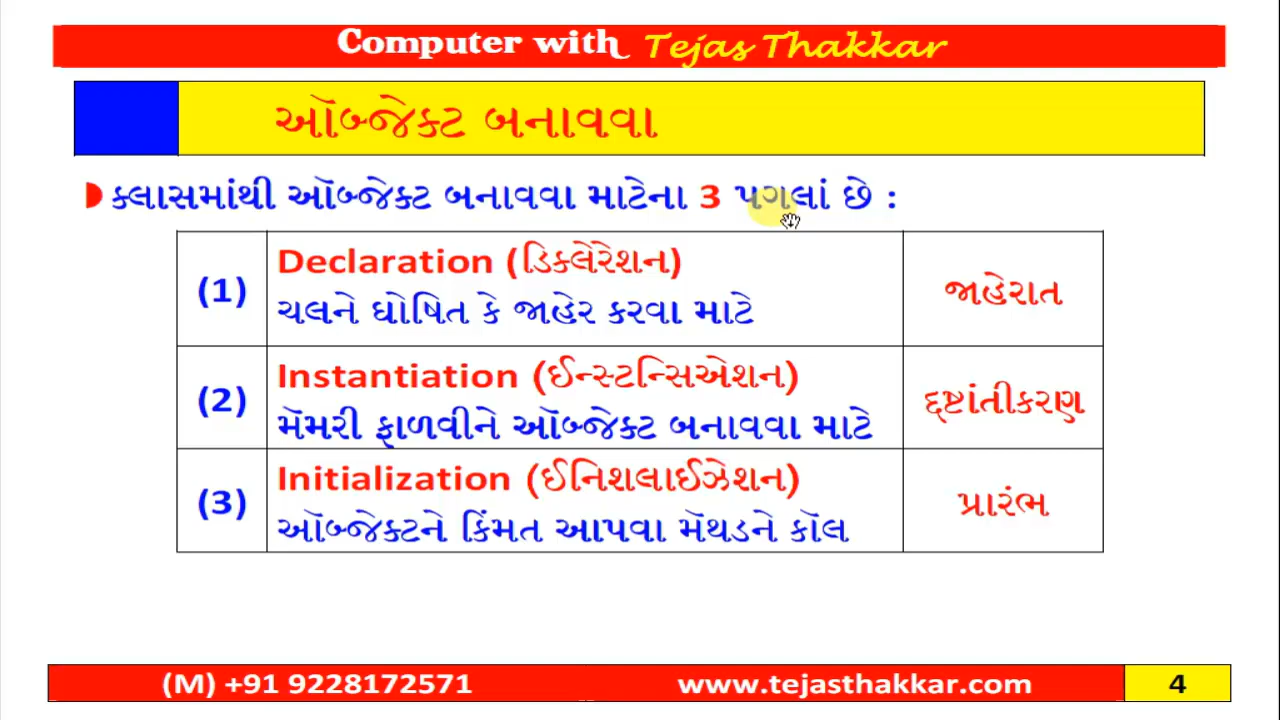 Computer with Tejas Thakkar
ઑબ્જેક્ટ બનાવવા
ક્લાસમાંથી ઑબ્જેક્ટ બનાવવા માટેના 3 પગલાં છે :
(1)
Declaration (ડિક્લેરેશન)
ચલને ઘોષિત કે જાહેર કરવા માટે
જાહેરાત
(2)
Instantiation (ઈન્સ્ટન્સિએશન)
મૅમરી ફાળવીને ઑબ્જેક્ટ બનાવવા માટે
દૃષ્ટાંતીકરણ
(3)
Initialization (ઈનિશલાઈઝેશન)
ઑબ્જેક્ટને કિંમત આપવા મૅથડને કૉલ
પ્રારંભ
(M) +91 9228172571
www.tejasthakkar.com
4